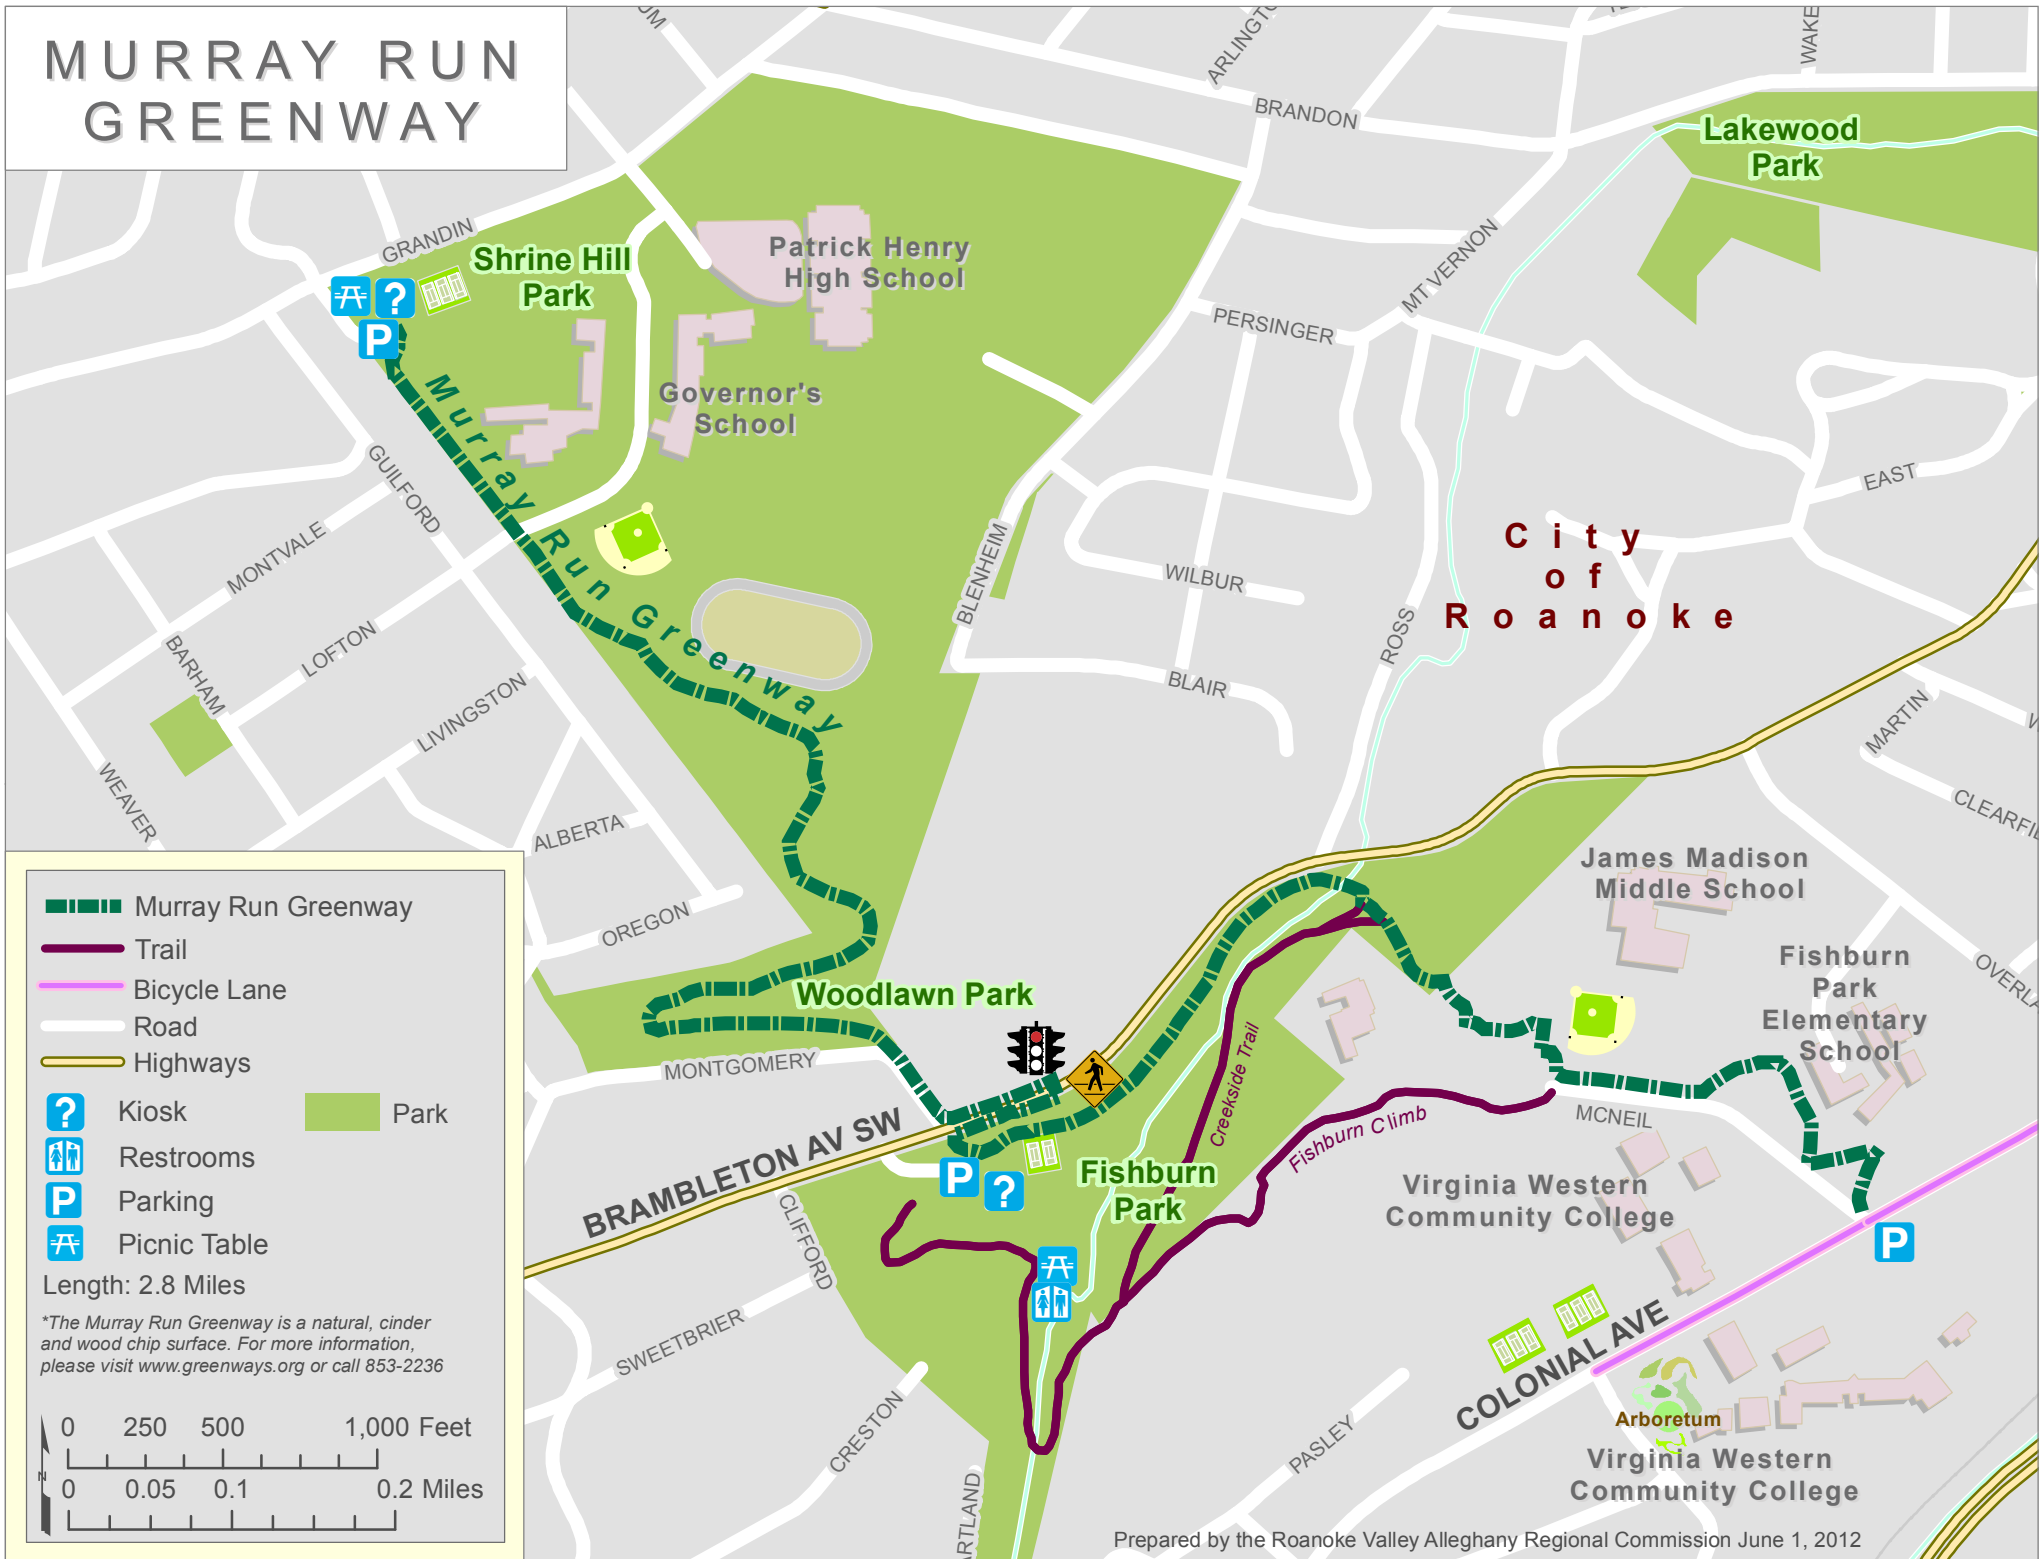 MURRAY RUN
GREENWAY
ARLINGTO
WAKE
BRANDON
Lakewood
Park
GRANDIN
Shrine Hill
Park
Patrick Henry
High School
MT VERNON
PERSINGER
Governor's
School
Murray Run Greenway
GUILFORD
EAST
MONTVALE
BLENHEIM
WILBUR
City
of
Roanoke
ROSS
LOFTON
BARHAM
BLAIR
LIVINGSTON
MARTIN
W
WEAVER
CLEARFIE
ALBERTA
James Madison
Middle School
OREGON
Fishburn
Park
Elementary
School
OVERLA
Woodlawn Park
MONTGOMERY
Creekside Trail
Fishburn Climb
MCNEIL
BRAMBLETON AV SW
P
?
Fishburn
Park
Virginia Western
Community College
CLIFFORD
P
SWEETBRIER
COLONIAL AVE
CRESTON
PASLEY
Arboretum
Virginia Western
Community College
ARTLAND
?
P
Murray Run Greenway
Trail
Bicycle Lane
Road
Highways
? Kiosk
Park
Restrooms
P Parking
Picnic Table
Length: 2.8 Miles
*The Murray Run Greenway is a natural, cinder
and wood chip surface. For more information,
please visit www.greenways.org or call 853-2236
0 250 500 1,000 Feet
0 0.05 0.1 0.2 Miles
N
Prepared by the Roanoke Valley Alleghany Regional Commission June 1, 2012